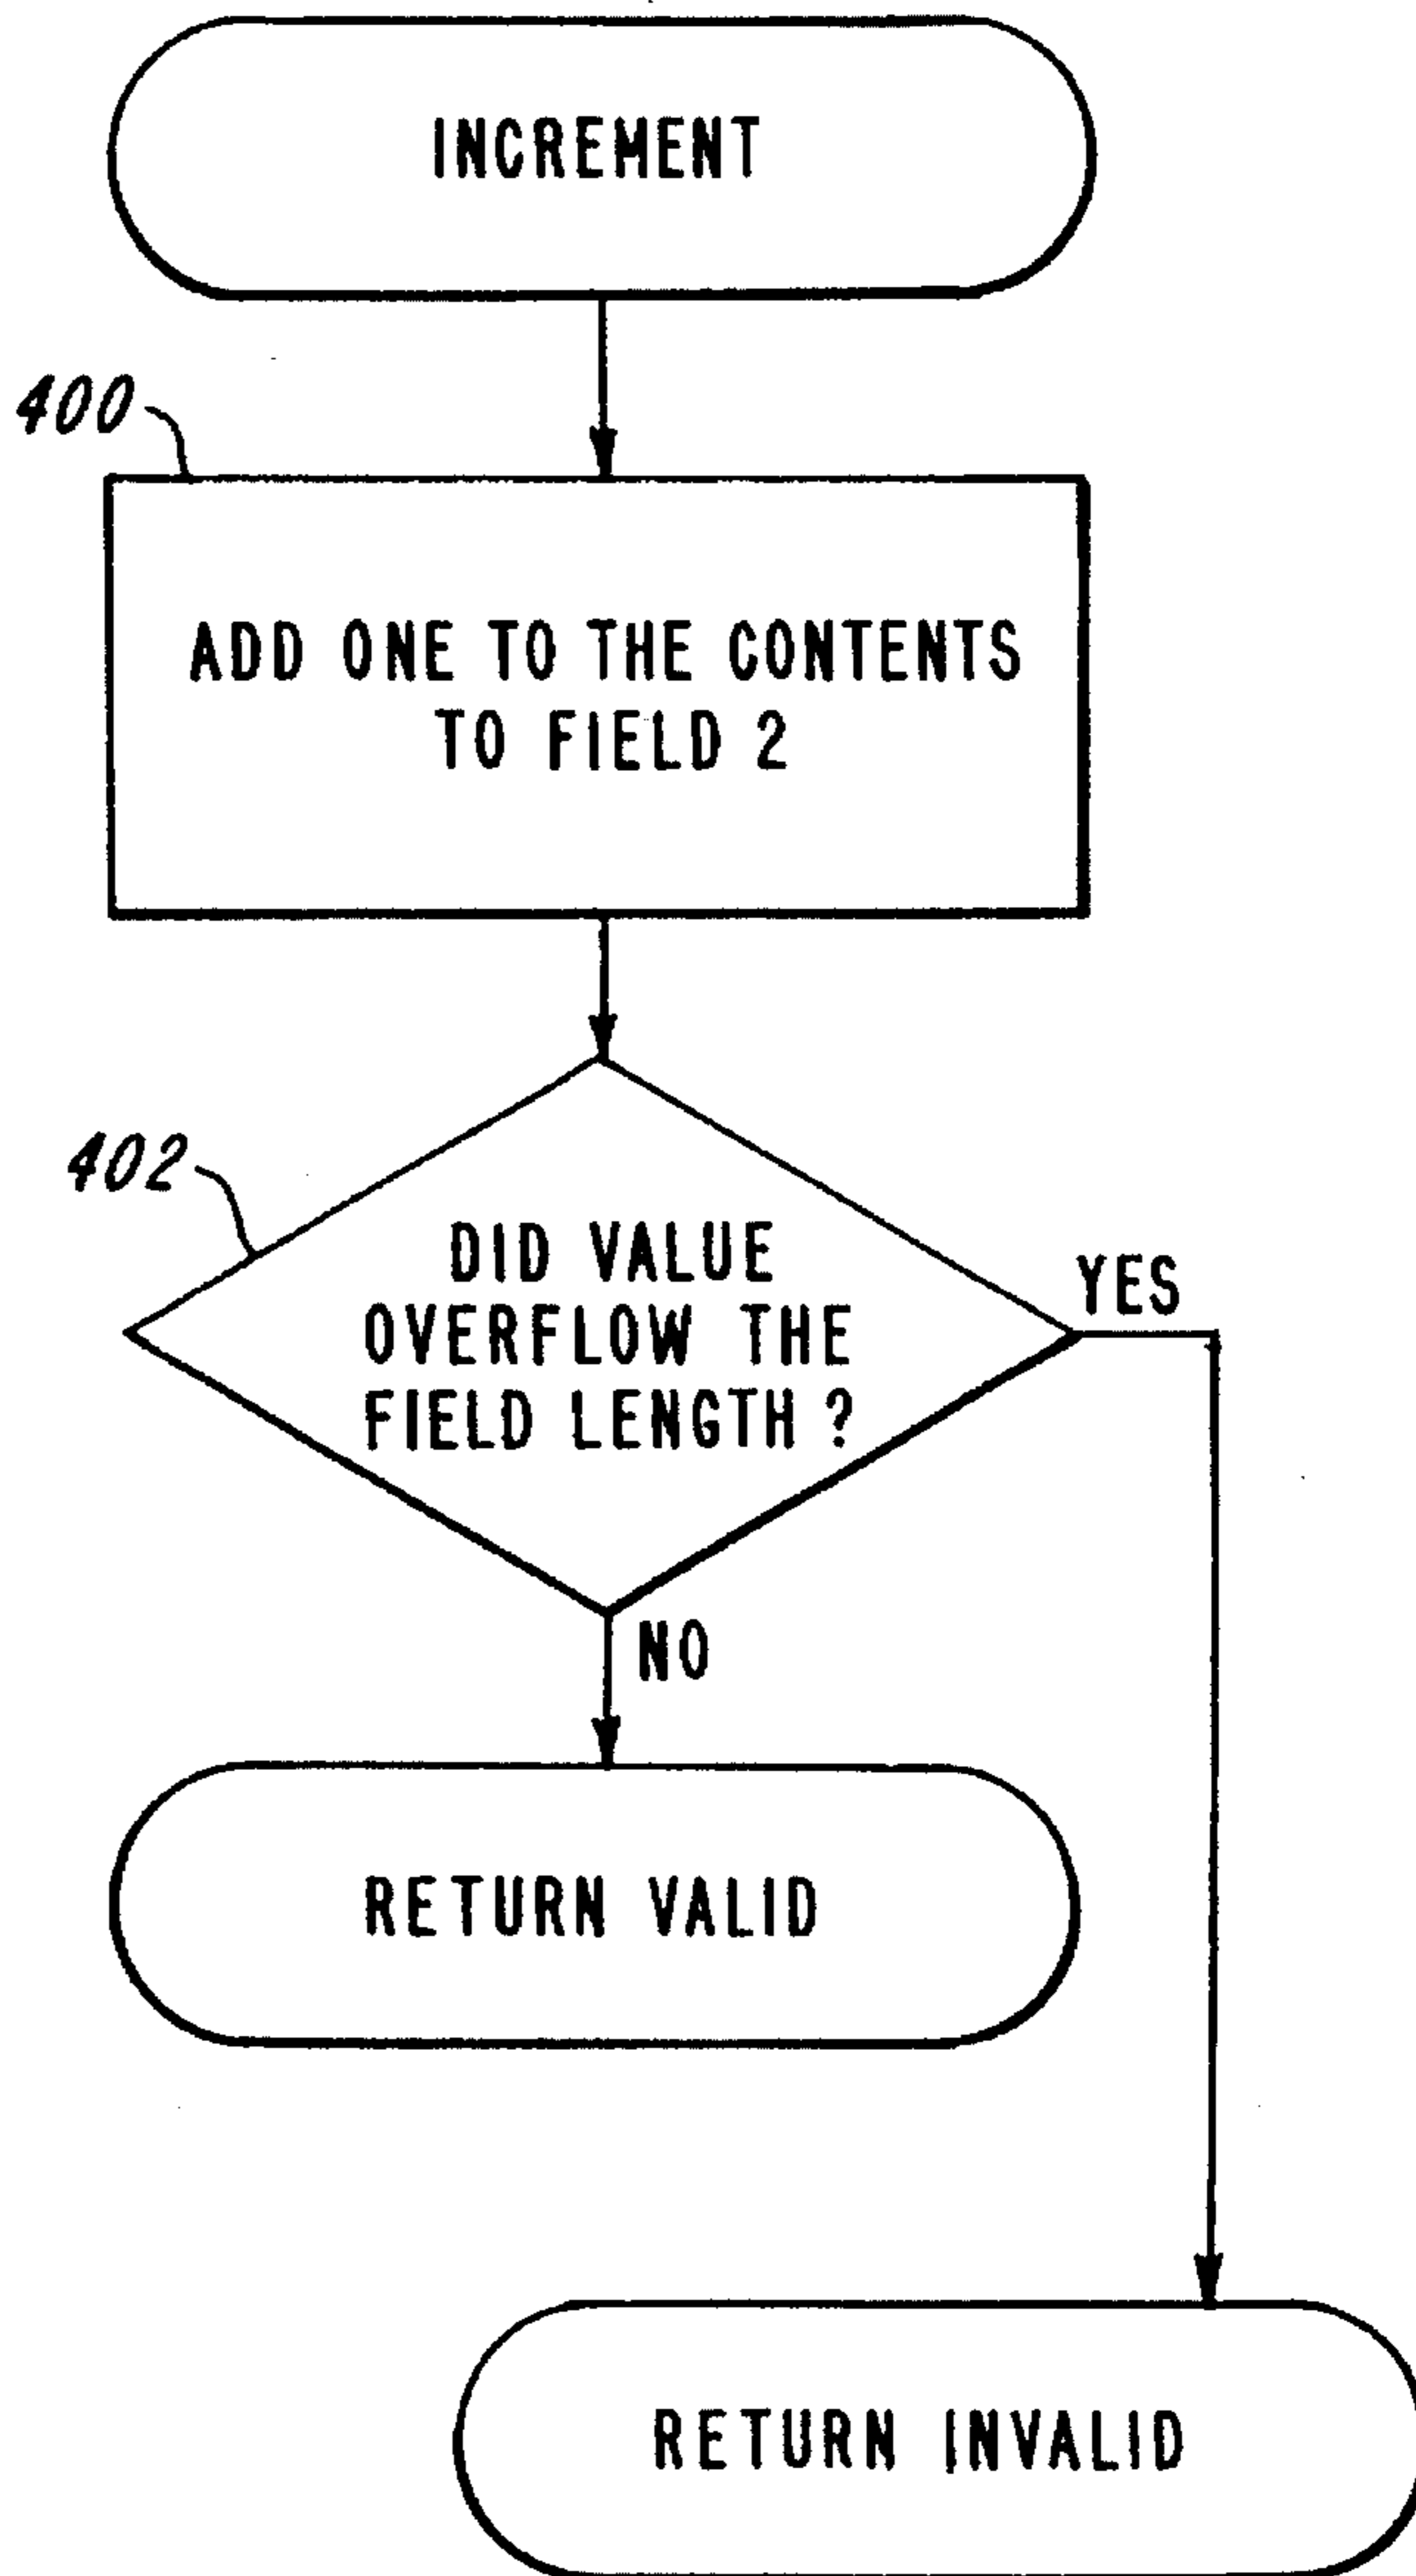 INCREMENT
400
ADD ONE TO THE CONTENTS
TO FIELD 2
402
DID VALUE
OVERFLOW THE
FIELD LENGTH ?
YES
NO
RETURN VALID
RETURN INVALID